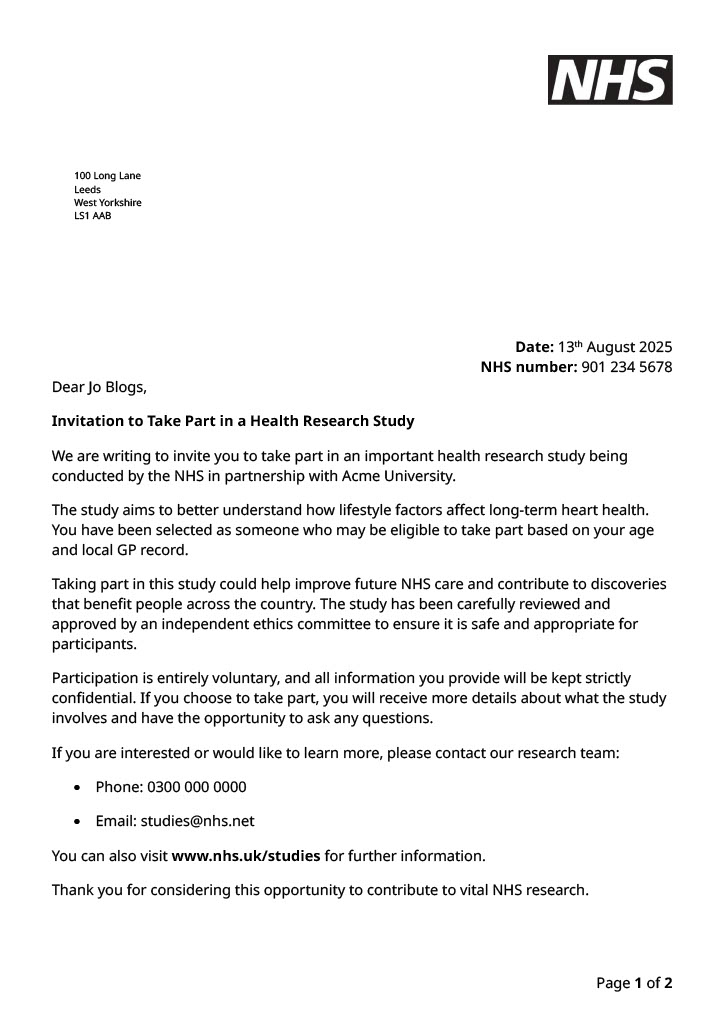 NHS
100 Long Lane
Leeds
West Yorkshire
LS1 AAB
Date: 13th August 2025
NHS number: 901 234 5678
Dear Jo Blogs,
Invitation to Take Part in a Health Research Study
We are writing to invite you to take part in an important health research study being
conducted by the NHS in partnership with Acme University.
The study aims to better understand how lifestyle factors affect long-term heart health.
You have been selected as someone who may be eligible to take part based on your age
and local GP record.
Taking part in this study could help improve future NHS care and contribute to discoveries
that benefit people across the country. The study has been carefully reviewed and
approved by an independent ethics committee to ensure it is safe and appropriate for
participants.
Participation is entirely voluntary, and all information you provide will be kept strictly
confidential. If you choose to take part, you will receive more details about what the study
involves and have the opportunity to ask any questions.
If you are interested or would like to learn more, please contact our research team:
• Phone: 0300 000 0000
• Email: studies@nhs.net
You can also visit www.nhs.uk/studies for further information.
Thank you for considering this opportunity to contribute to vital NHS research.
Page 1 of 2